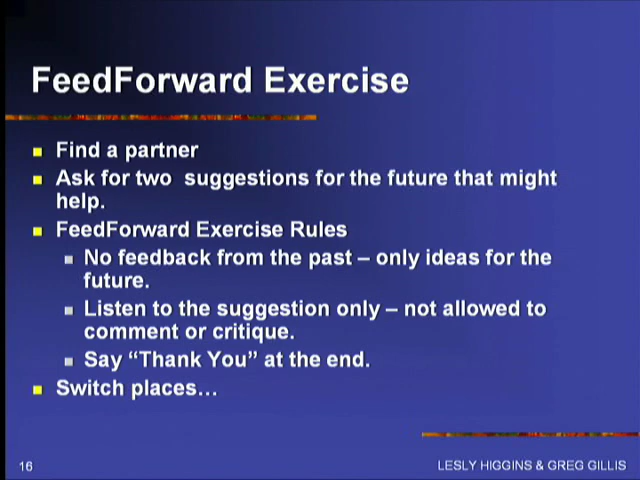 FeedForward Exercise
Find a partner
Ask for two suggestions for the future that might
help.
FeedForward Exercise Rules
No feedback from the past – only ideas for the
future.
Listen to the suggestion only – not allowed to
comment or critique.
Say “Thank You” at the end.
Switch places…
16
LESLY HIGGINS & GREG GILLIS